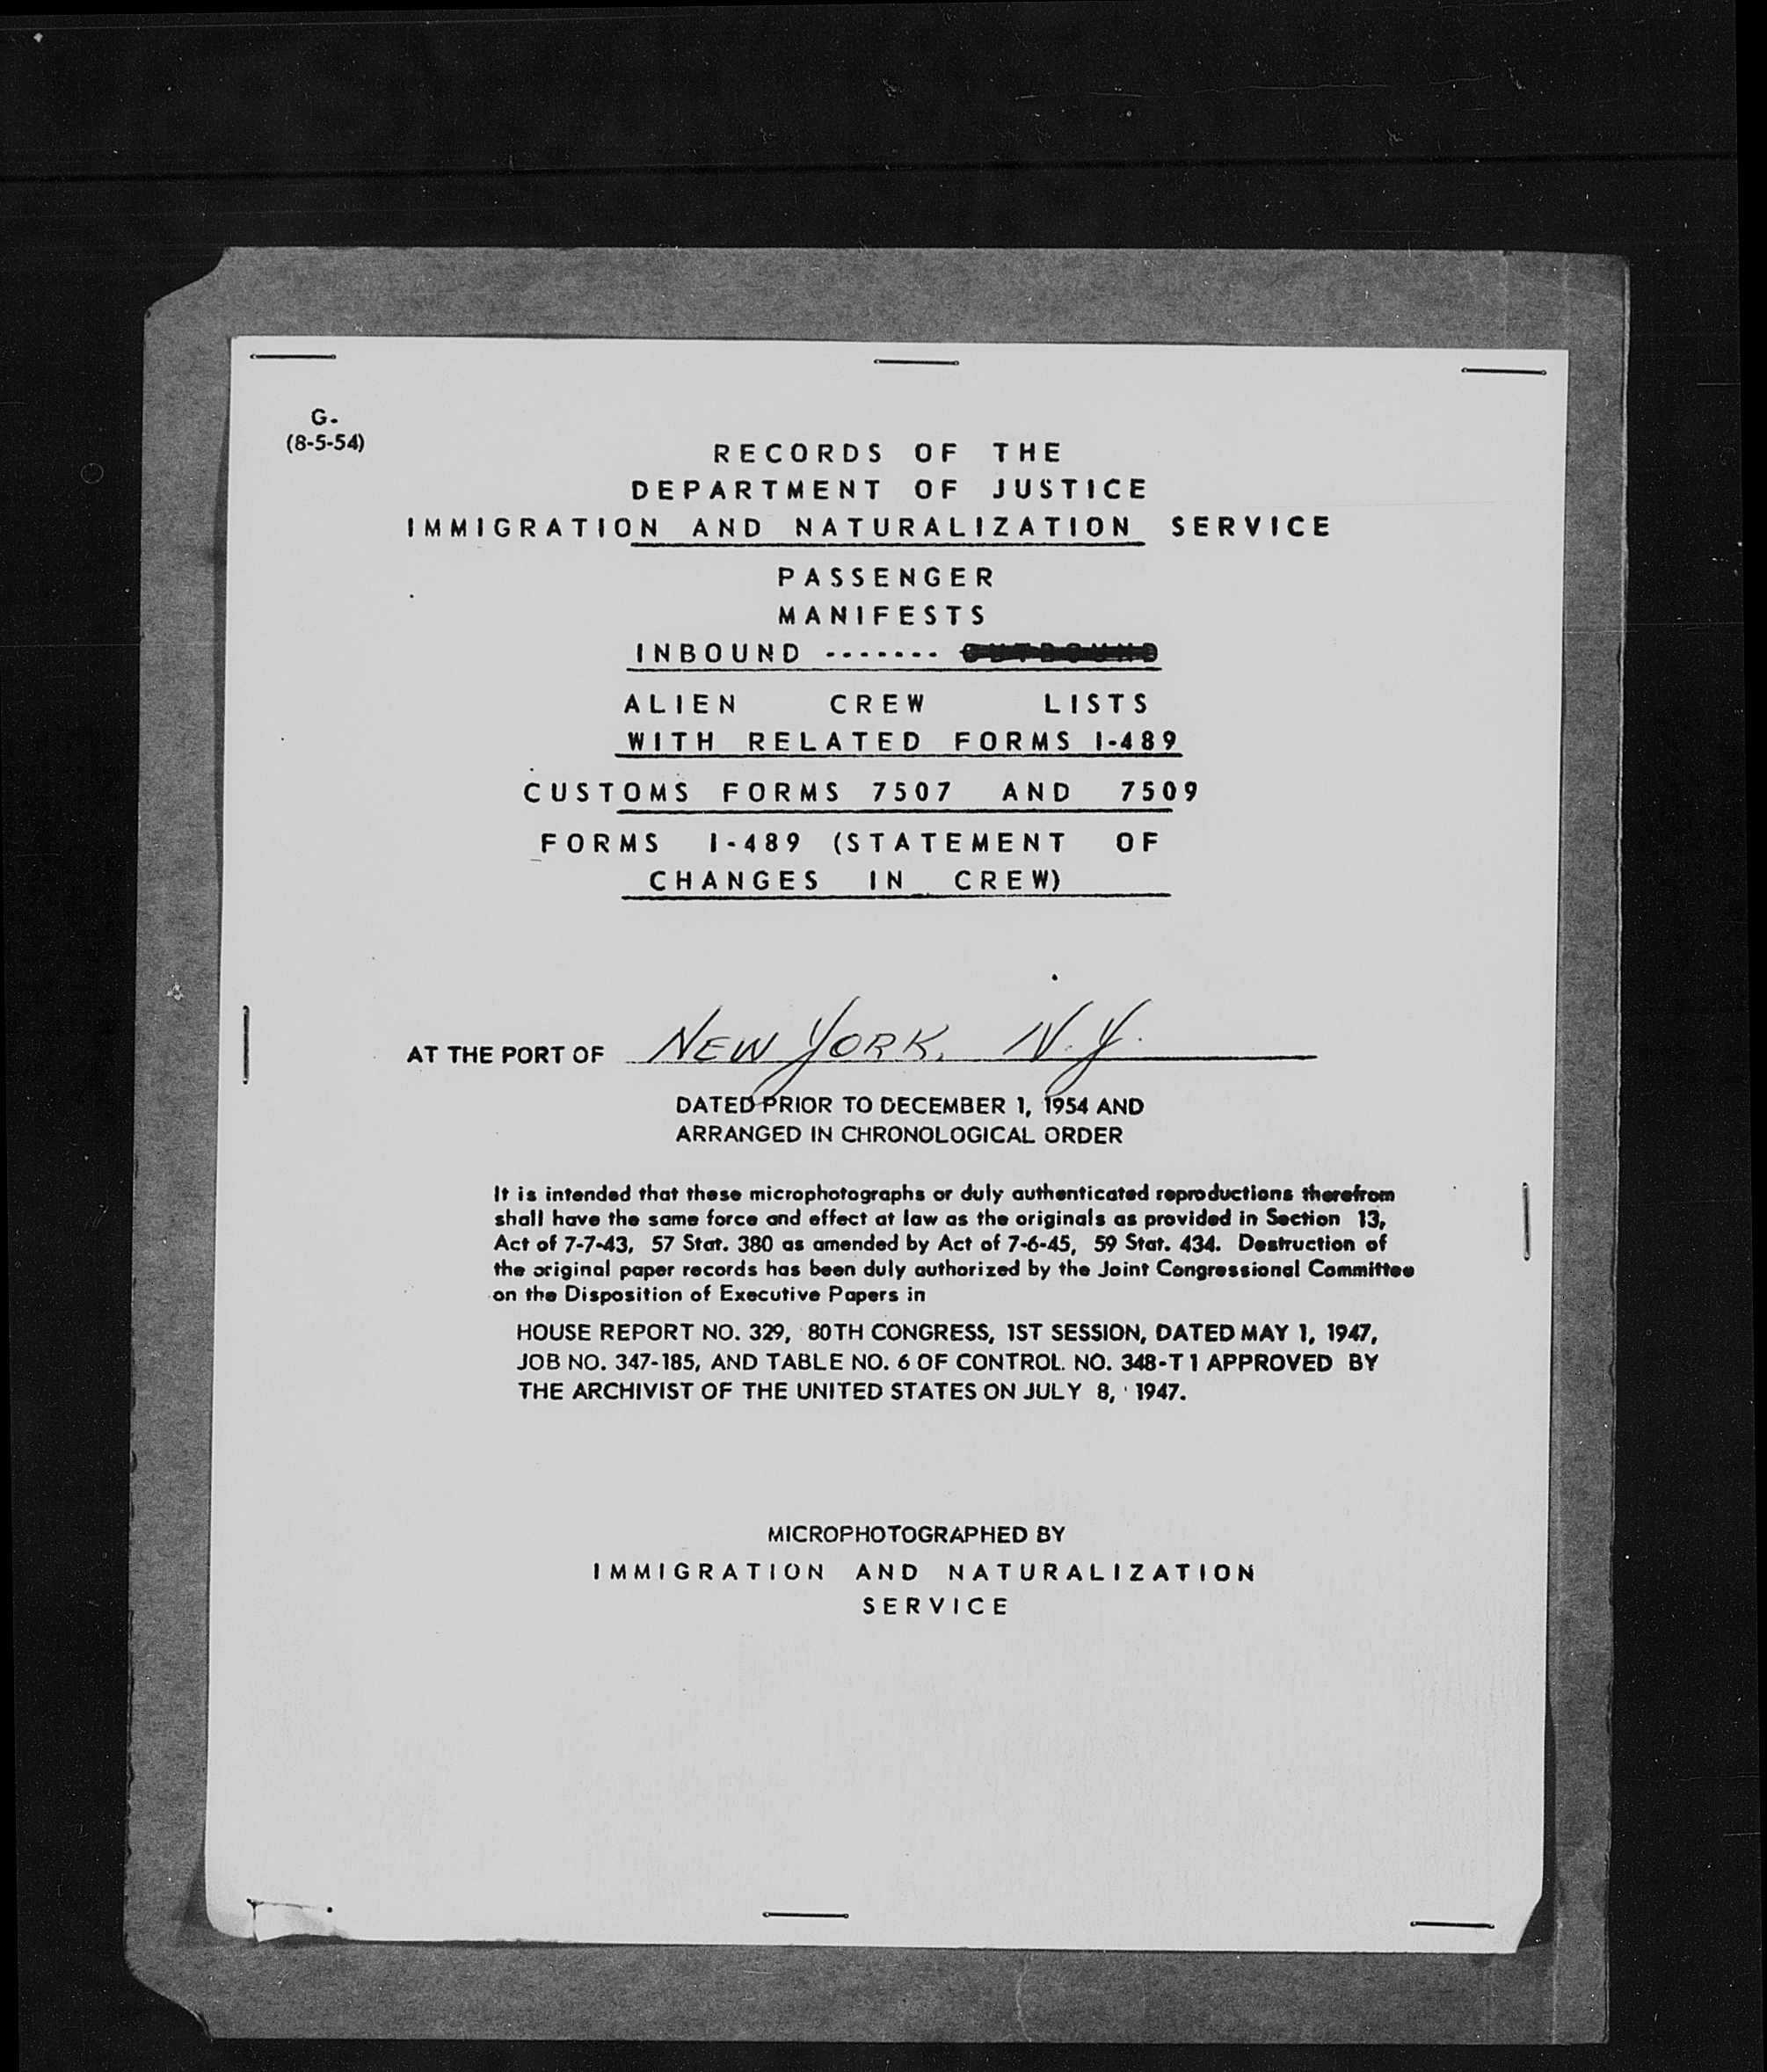 G-
(8-5-54)
RECORDS OF THE
DEPARTMENT OF JUSTICE
IMMIGRATION AND NATURALIZATION SERVICE
PASSENGER
MANIFESTS
INBOUND ------- OUTBOUND
ALIEN CREW LISTS
WITH RELATED FORMS I-489
CUSTOMS FORMS 7507 AND 7509
FORMS I-489 (STATEMENT OF
CHANGES IN CREW)
AT THE PORT OF NEW YORK, N.Y.
DATED PRIOR TO DECEMBER 1, 1954 AND
ARRANGED IN CHRONOLOGICAL ORDER
It is intended that these microphotographs or duly authenticated reproductions therefrom
shall have the same force and effect at law as the originals as provided in Section 13,
Act of 7-7-43, 57 Stat. 380 as amended by Act of 7-6-45, 59 Stat. 434. Destruction of
the original paper records has been duly authorized by the Joint Congressional Committee
on the Disposition of Executive Papers in
HOUSE REPORT NO. 329, 80TH CONGRESS, 1ST SESSION, DATED MAY 1, 1947,
JOB NO. 347-185, AND TABLE NO. 6 OF CONTROL NO. 348-T1 APPROVED BY
THE ARCHIVIST OF THE UNITED STATES ON JULY 8, 1947.
MICROPHOTOGRAPHED BY
IMMIGRATION AND NATURALIZATION
SERVICE